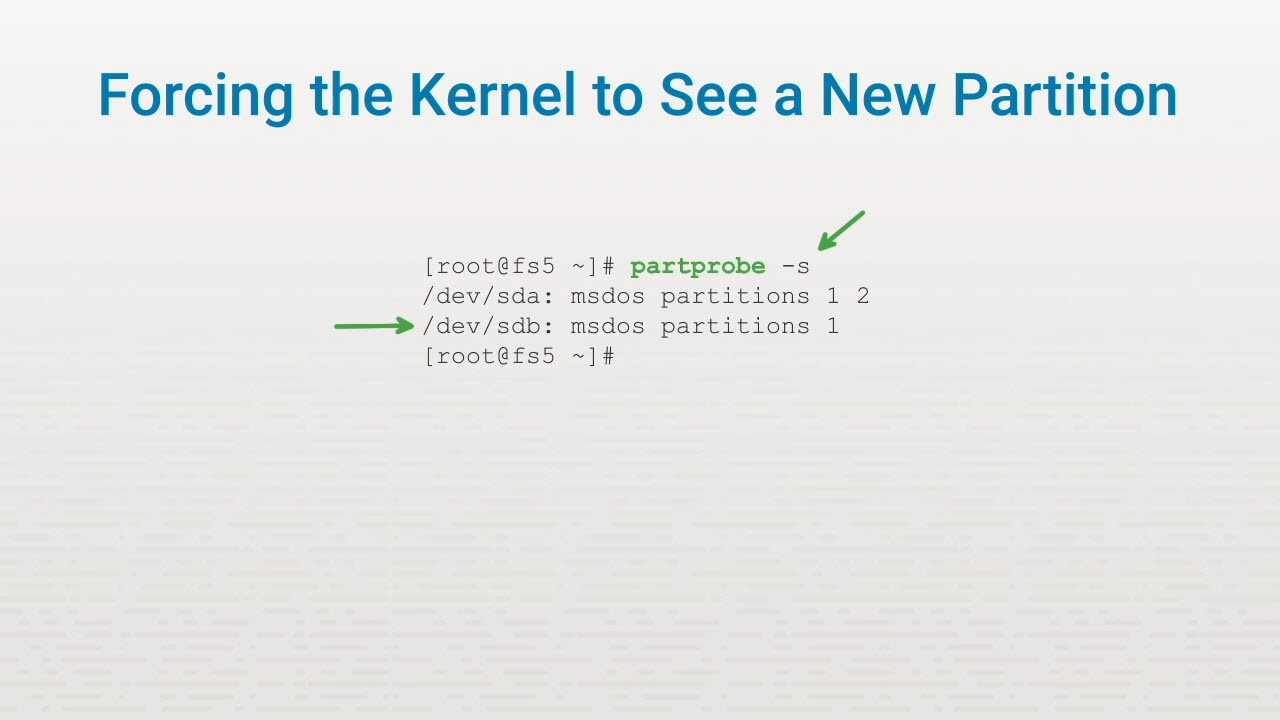 Forcing the Kernel to See a New Partition
[root@fs5 ~]# partprobe -s
/dev/sda: msdos partitions 1 2
/dev/sdb: msdos partitions 1
[root@fs5 ~]#